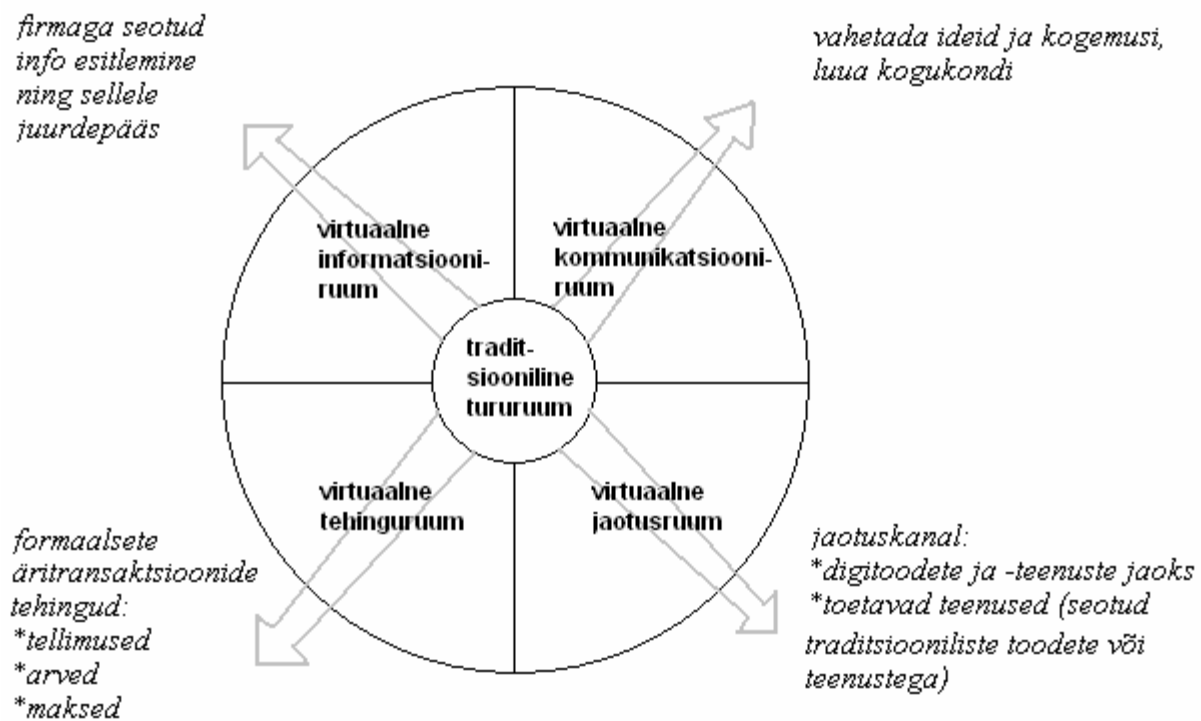 firmaga seotud
info esitlemine
ning sellele
juurdepääs
vahetada ideid ja kogemusi,
luua kogukondi
virtuaalne
informatsiooni-
ruum
virtuaalne
kommunikatsiooni-
ruum
tradit-
siooniline
tururuum
virtuaalne
tehinguruum
virtuaalne
jaotusruum
formaalsete
äritransaktsioonide
tehingud:
*tellimused
*arved
*maksed
jaotuskanal:
*digitoodete ja -teenuste jaoks
*toetavad teenused (seotud
traditsiooniliste toodete või
teenustega)